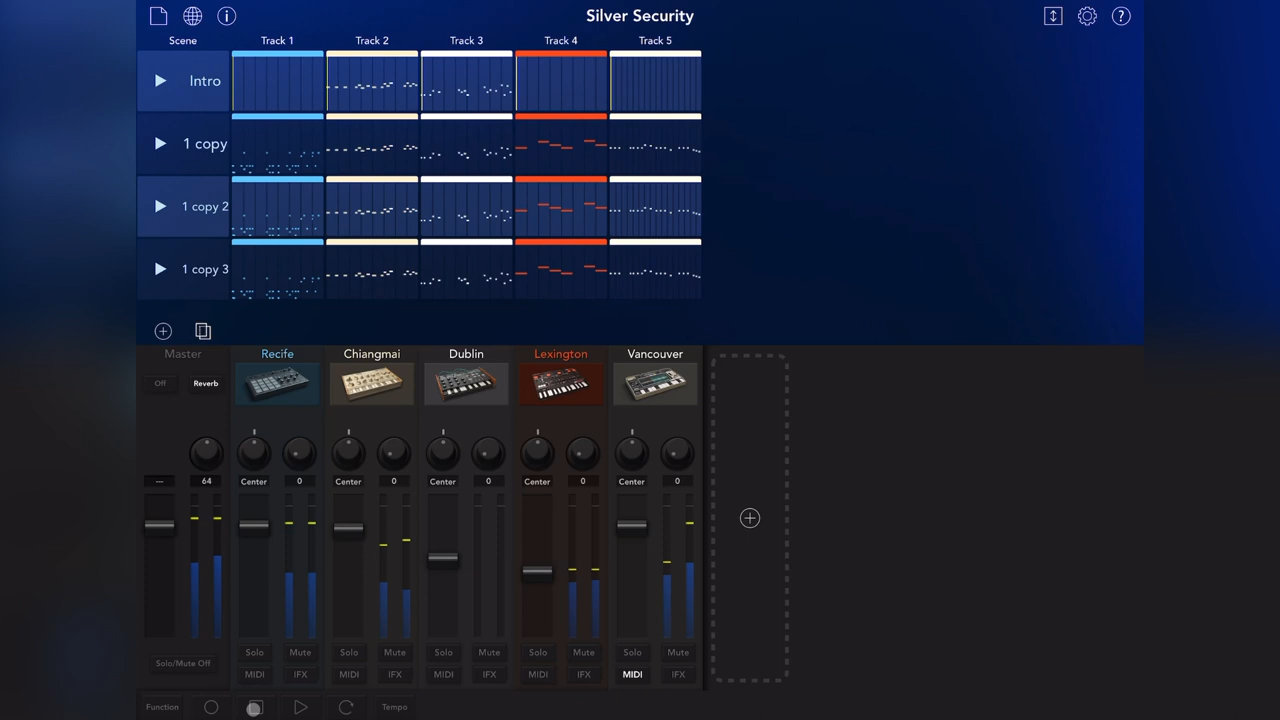 Silver Security
Scene Track 1 Track 2 Track 3 Track 4 Track 5
Intro
1 copy
1 copy 2
1 copy 3
Master Recife Chiangmai Dublin Lexington Vancouver
Off Reverb
--- 64 Center 0 Center 0 Center 0 Center 0 Center 0
Solo Mute Solo Mute Solo Mute Solo Mute Solo Mute
Solo/Mute Off
MIDI IFX MIDI IFX MIDI IFX MIDI IFX MIDI IFX
Function Tempo